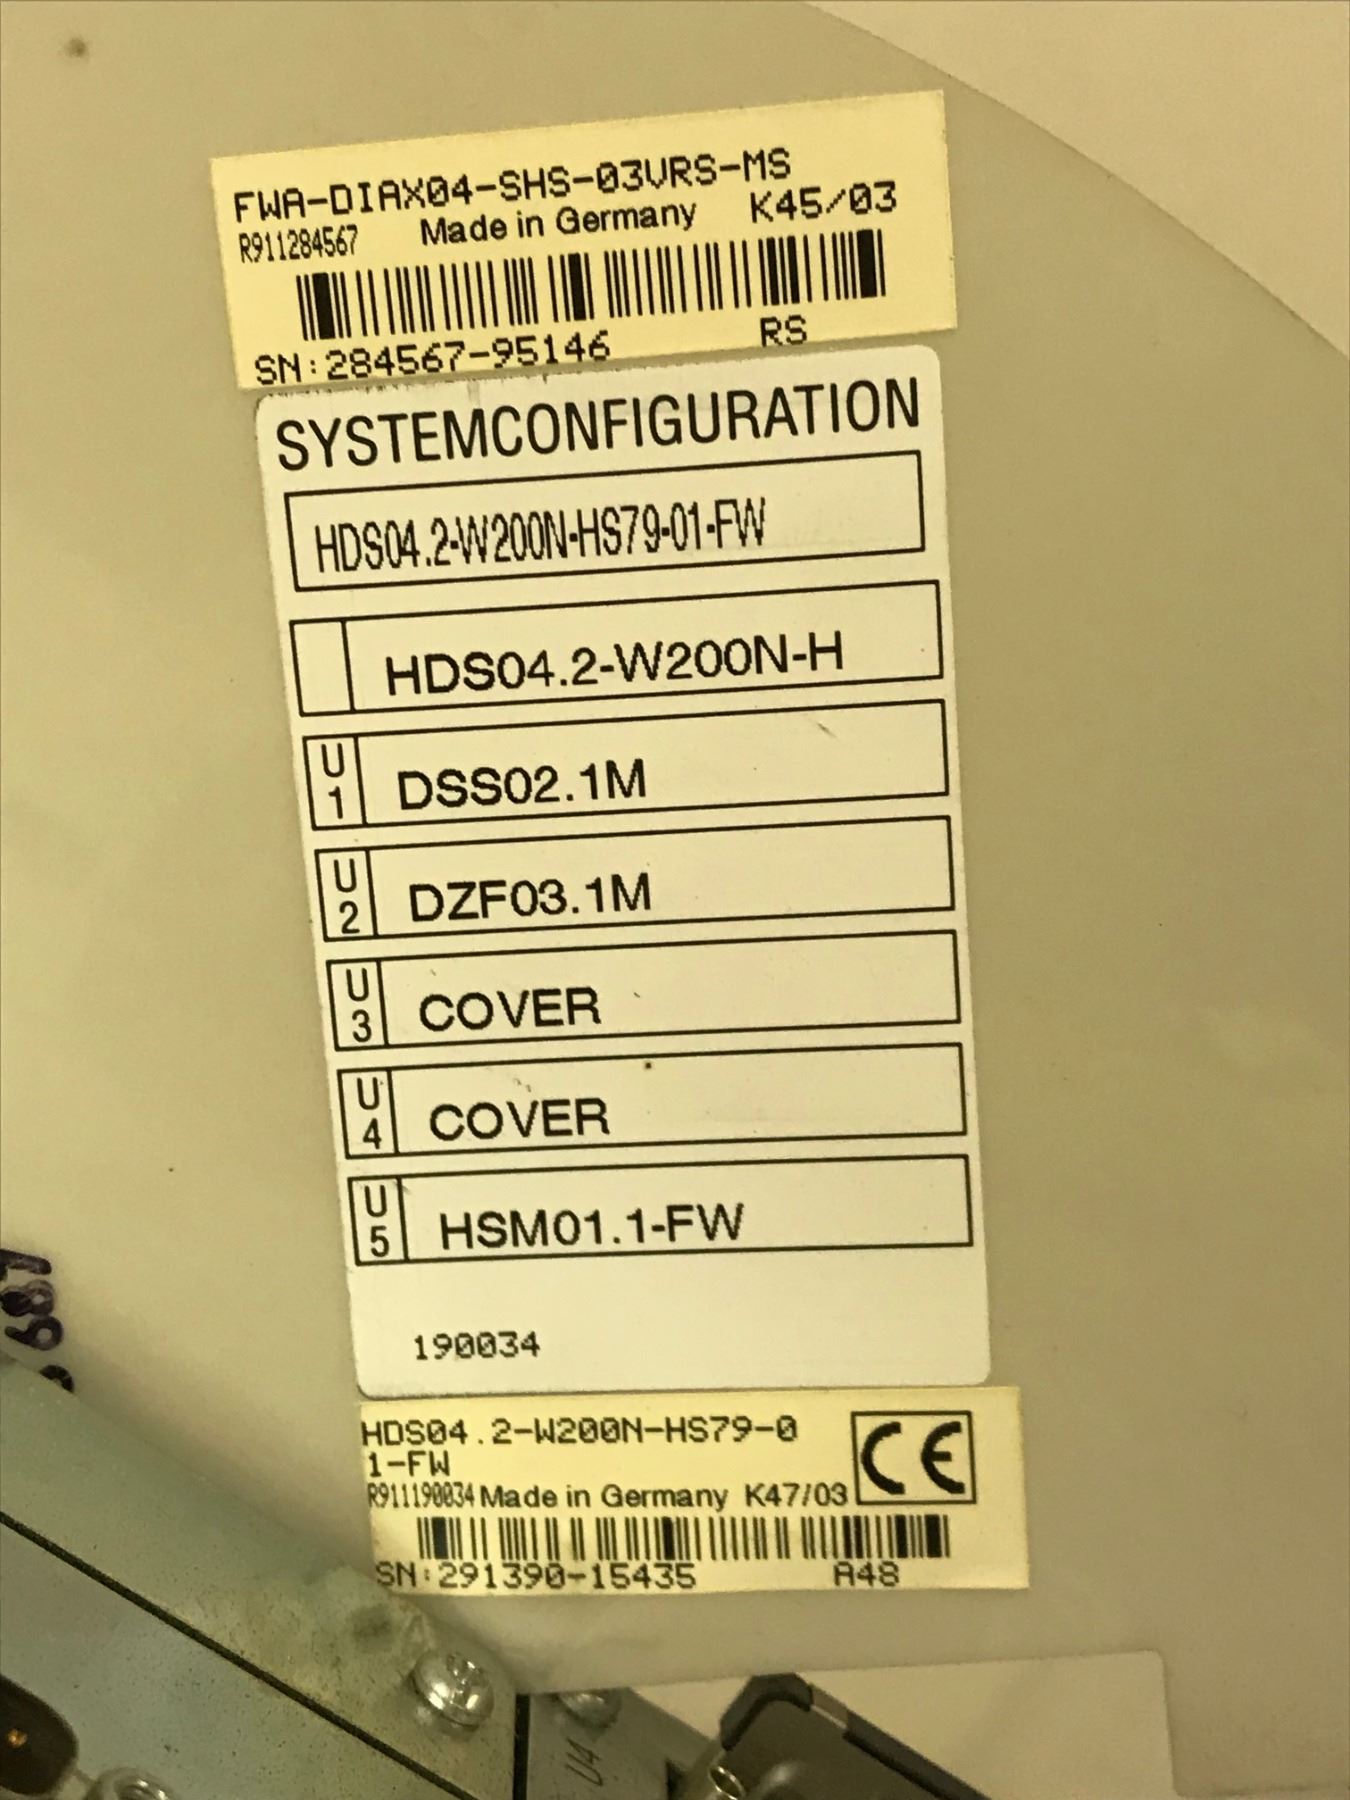 FWA-DIAX04-SHS-03VRS-MS
R911284567 Made in Germany K45/03
SN:284567-95146 RS
SYSTEMCONFIGURATION
HDS04.2-W200N-HS79-01-FW
HDS04.2-W200N-H
U1 DSS02.1M
U2 DZF03.1M
U3 COVER
U4 COVER
U5 HSM01.1-FW
190034
HDS04.2-W200N-HS79-0
1-FW
CE
R911190034 Made in Germany K47/03
SN:291390-15435 A48
U4